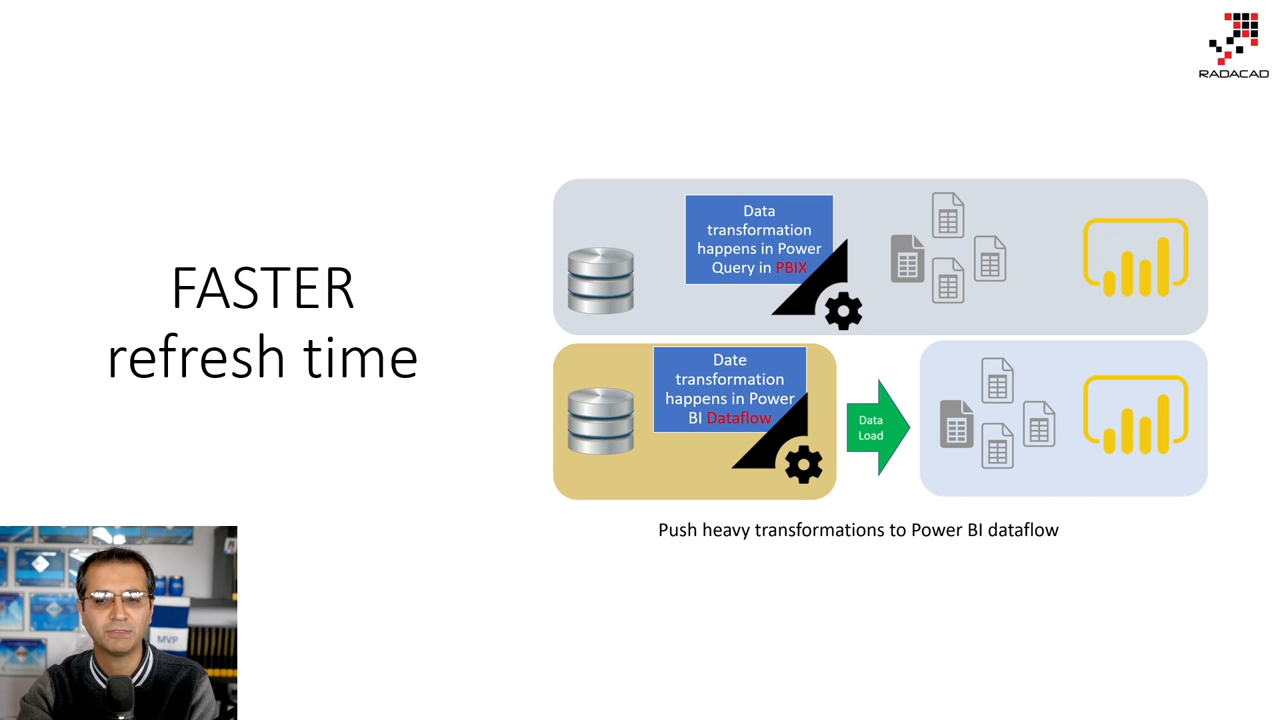 RADACAD
FASTER
refresh time
Data
transformation
happens in Power
Query in PBIX
Date
transformation
happens in Power
BI Dataflow
Data
Load
Push heavy transformations to Power BI dataflow
MVP